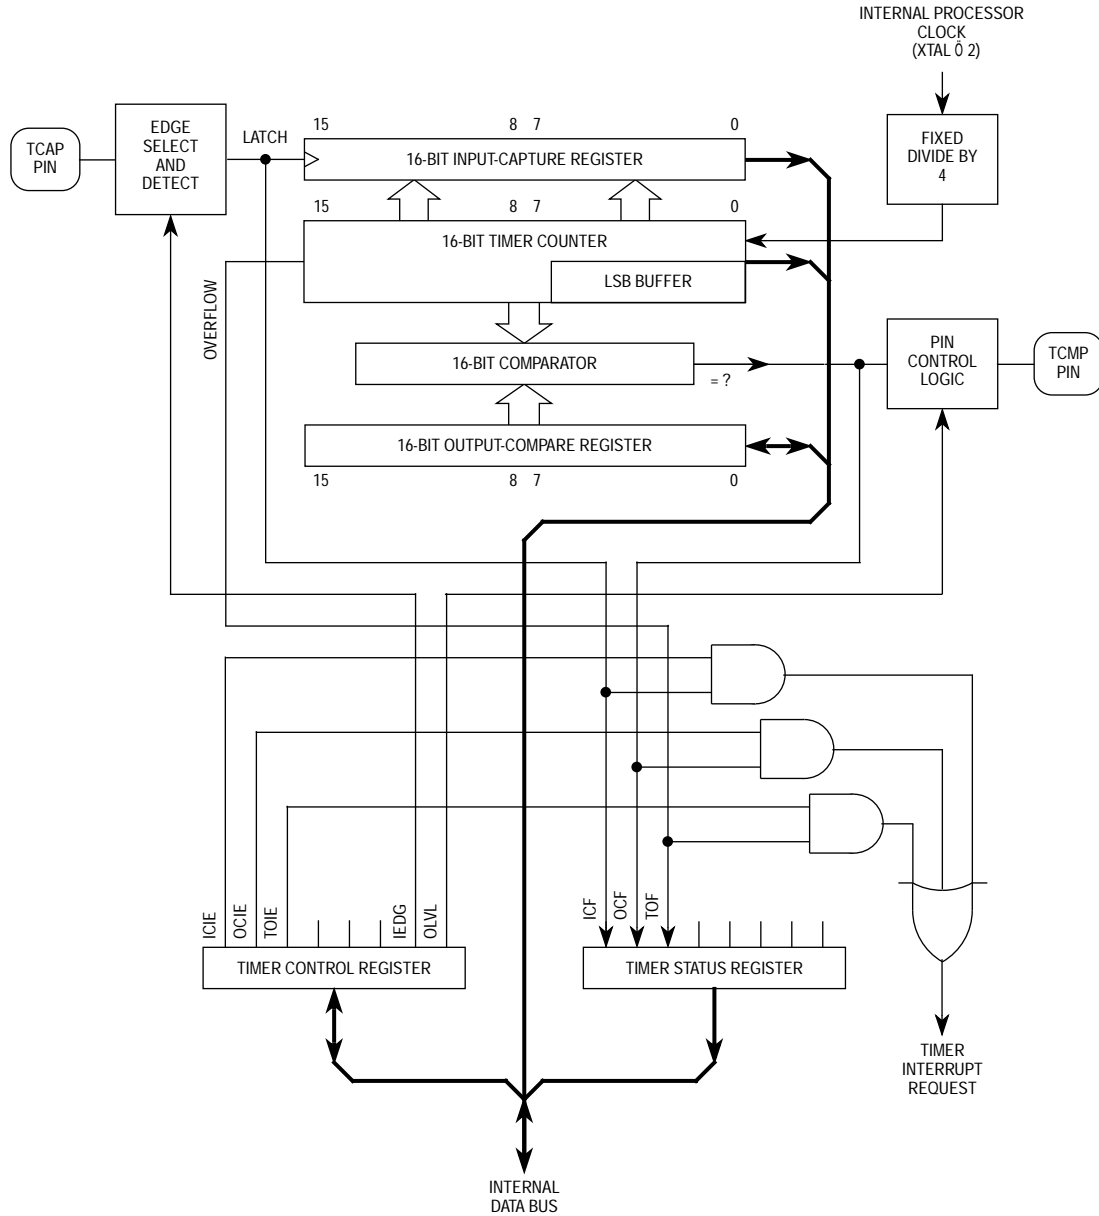 INTERNAL PROCESSOR
CLOCK
(XTAL Ö 2)
TCAP
PIN
EDGE
SELECT
AND
DETECT
LATCH
15 8 7 0
16-BIT INPUT-CAPTURE REGISTER
FIXED
DIVIDE BY
4
15 8 7 0
16-BIT TIMER COUNTER
LSB BUFFER
OVERFLOW
16-BIT COMPARATOR
= ?
PIN
CONTROL
LOGIC
TCMP
PIN
16-BIT OUTPUT-COMPARE REGISTER
15 8 7 0
ICIE
OCIE
TOIE
IEDG
OLVL
TIMER CONTROL REGISTER
ICF
OCF
TOF
TIMER STATUS REGISTER
TIMER
INTERRUPT
REQUEST
INTERNAL
DATA BUS